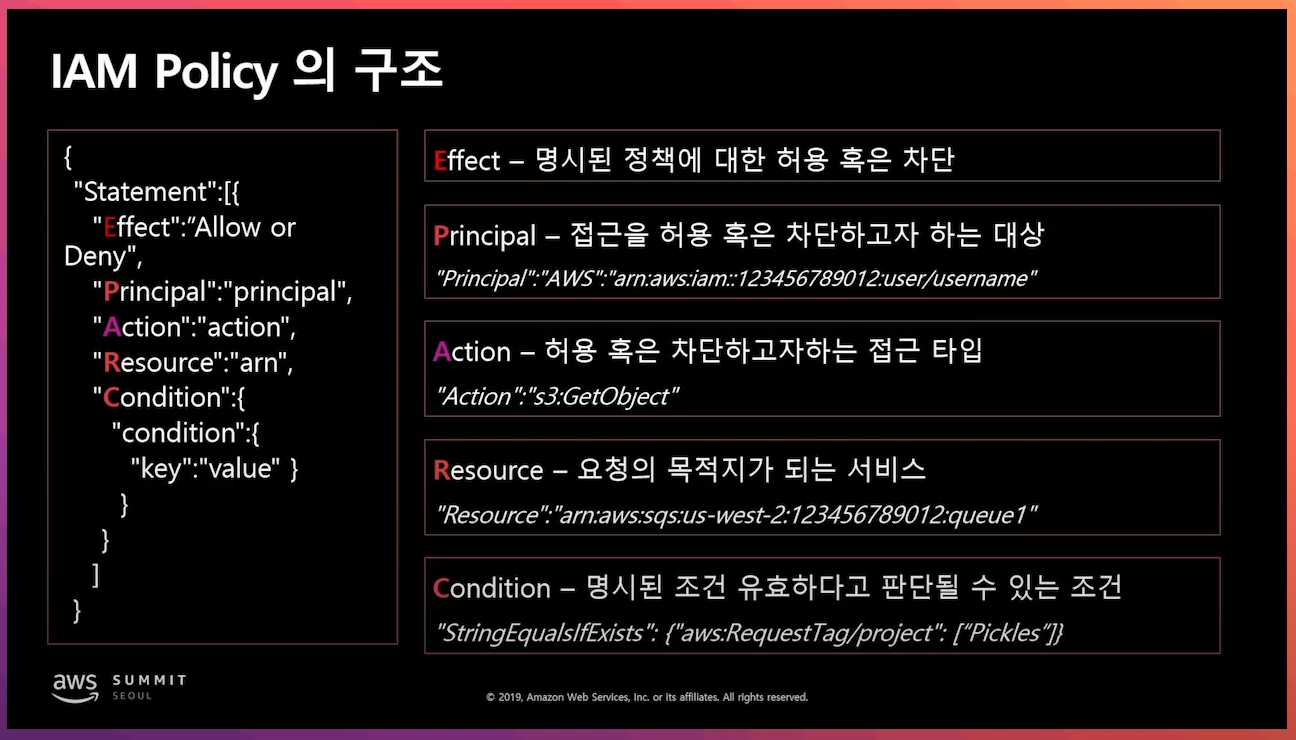 IAM Policy 의 구조
{
"Statement":[{
"Effect":”Allow or
Deny",
"Principal":"principal",
"Action":"action",
"Resource":"arn",
"Condition":{
"condition":{
"key":"value" }
}
}
]
}
Effect – 명시된 정책에 대한 허용 혹은 차단
Principal – 접근을 허용 혹은 차단하고자 하는 대상
"Principal":"AWS":"arn:aws:iam::123456789012:user/username"
Action – 허용 혹은 차단하고자하는 접근 타입
"Action":"s3:GetObject"
Resource – 요청의 목적지가 되는 서비스
"Resource":"arn:aws:sqs:us-west-2:123456789012:queue1"
Condition – 명시된 조건 유효하다고 판단될 수 있는 조건
"StringEqualsIfExists": {"aws:RequestTag/project": [“Pickles“]}
aws SUMMIT
SEOUL
© 2019, Amazon Web Services, Inc. or its affiliates. All rights reserved.